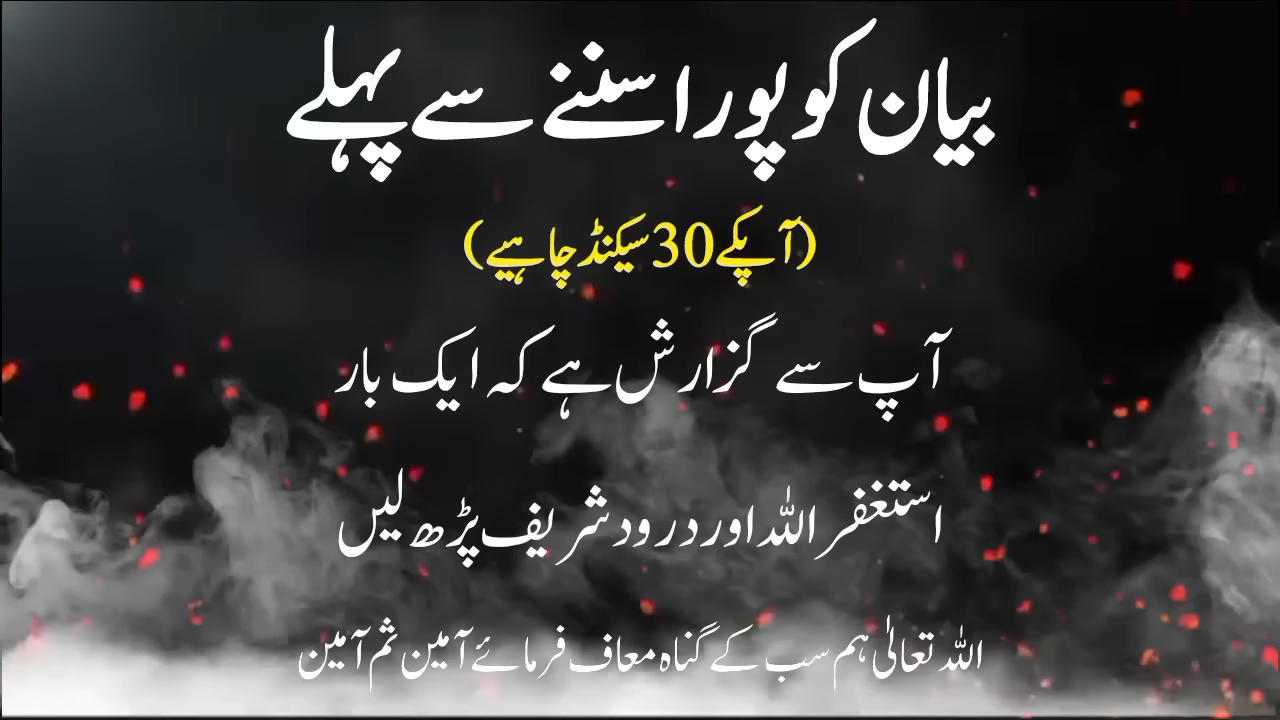 بیان کو پورا سننے سے پہلے
(آپکے 30 سیکنڈ چاہیے)
آپ سے گزارش ہے کہ ایک بار
استغفر اللہ اور درود شریف پڑھ لیں
اللہ تعالٰی ہم سب کے گناہ معاف فرمائے آمین ثم آمین